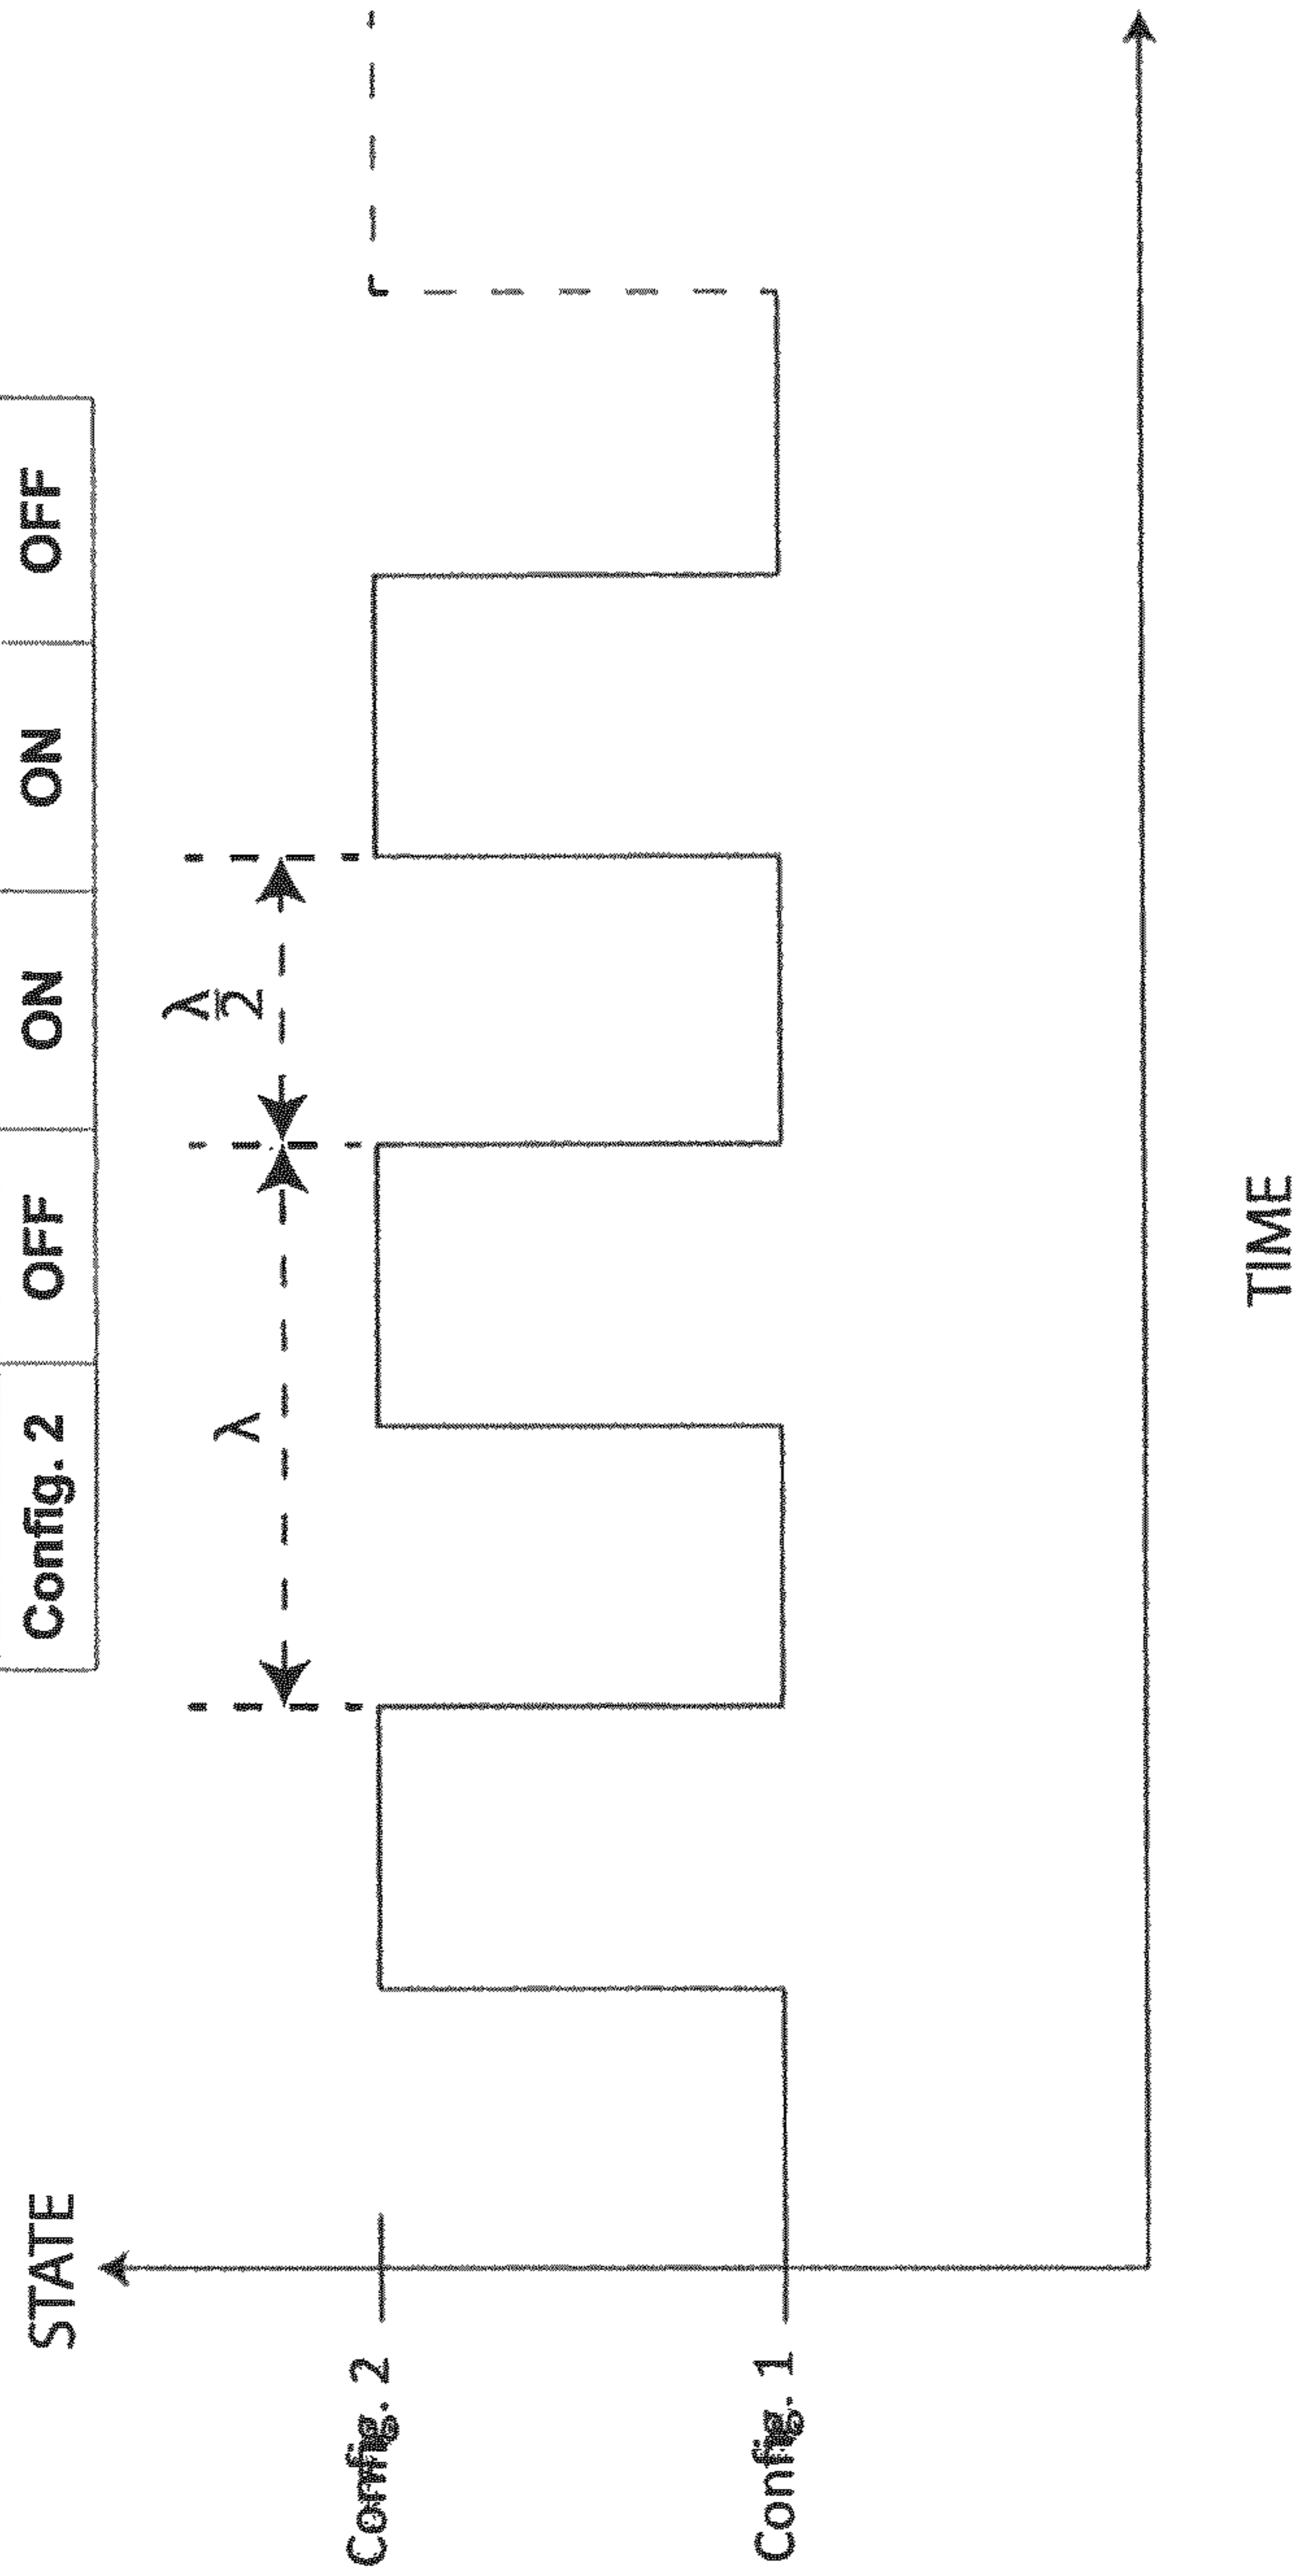 Config. 2 OFF ON ON OFF
STATE
λ
λ
2
Config. 2
Config. 1
TIME